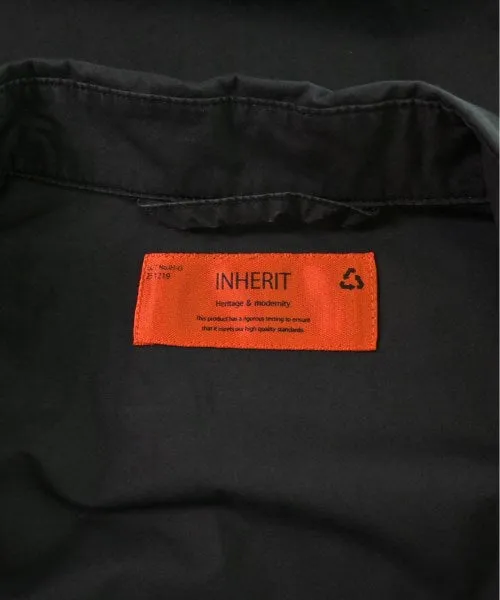 INHERIT
Heritage & modernity
This product has a rigorous testing to ensure
that it meets our high quality standards.